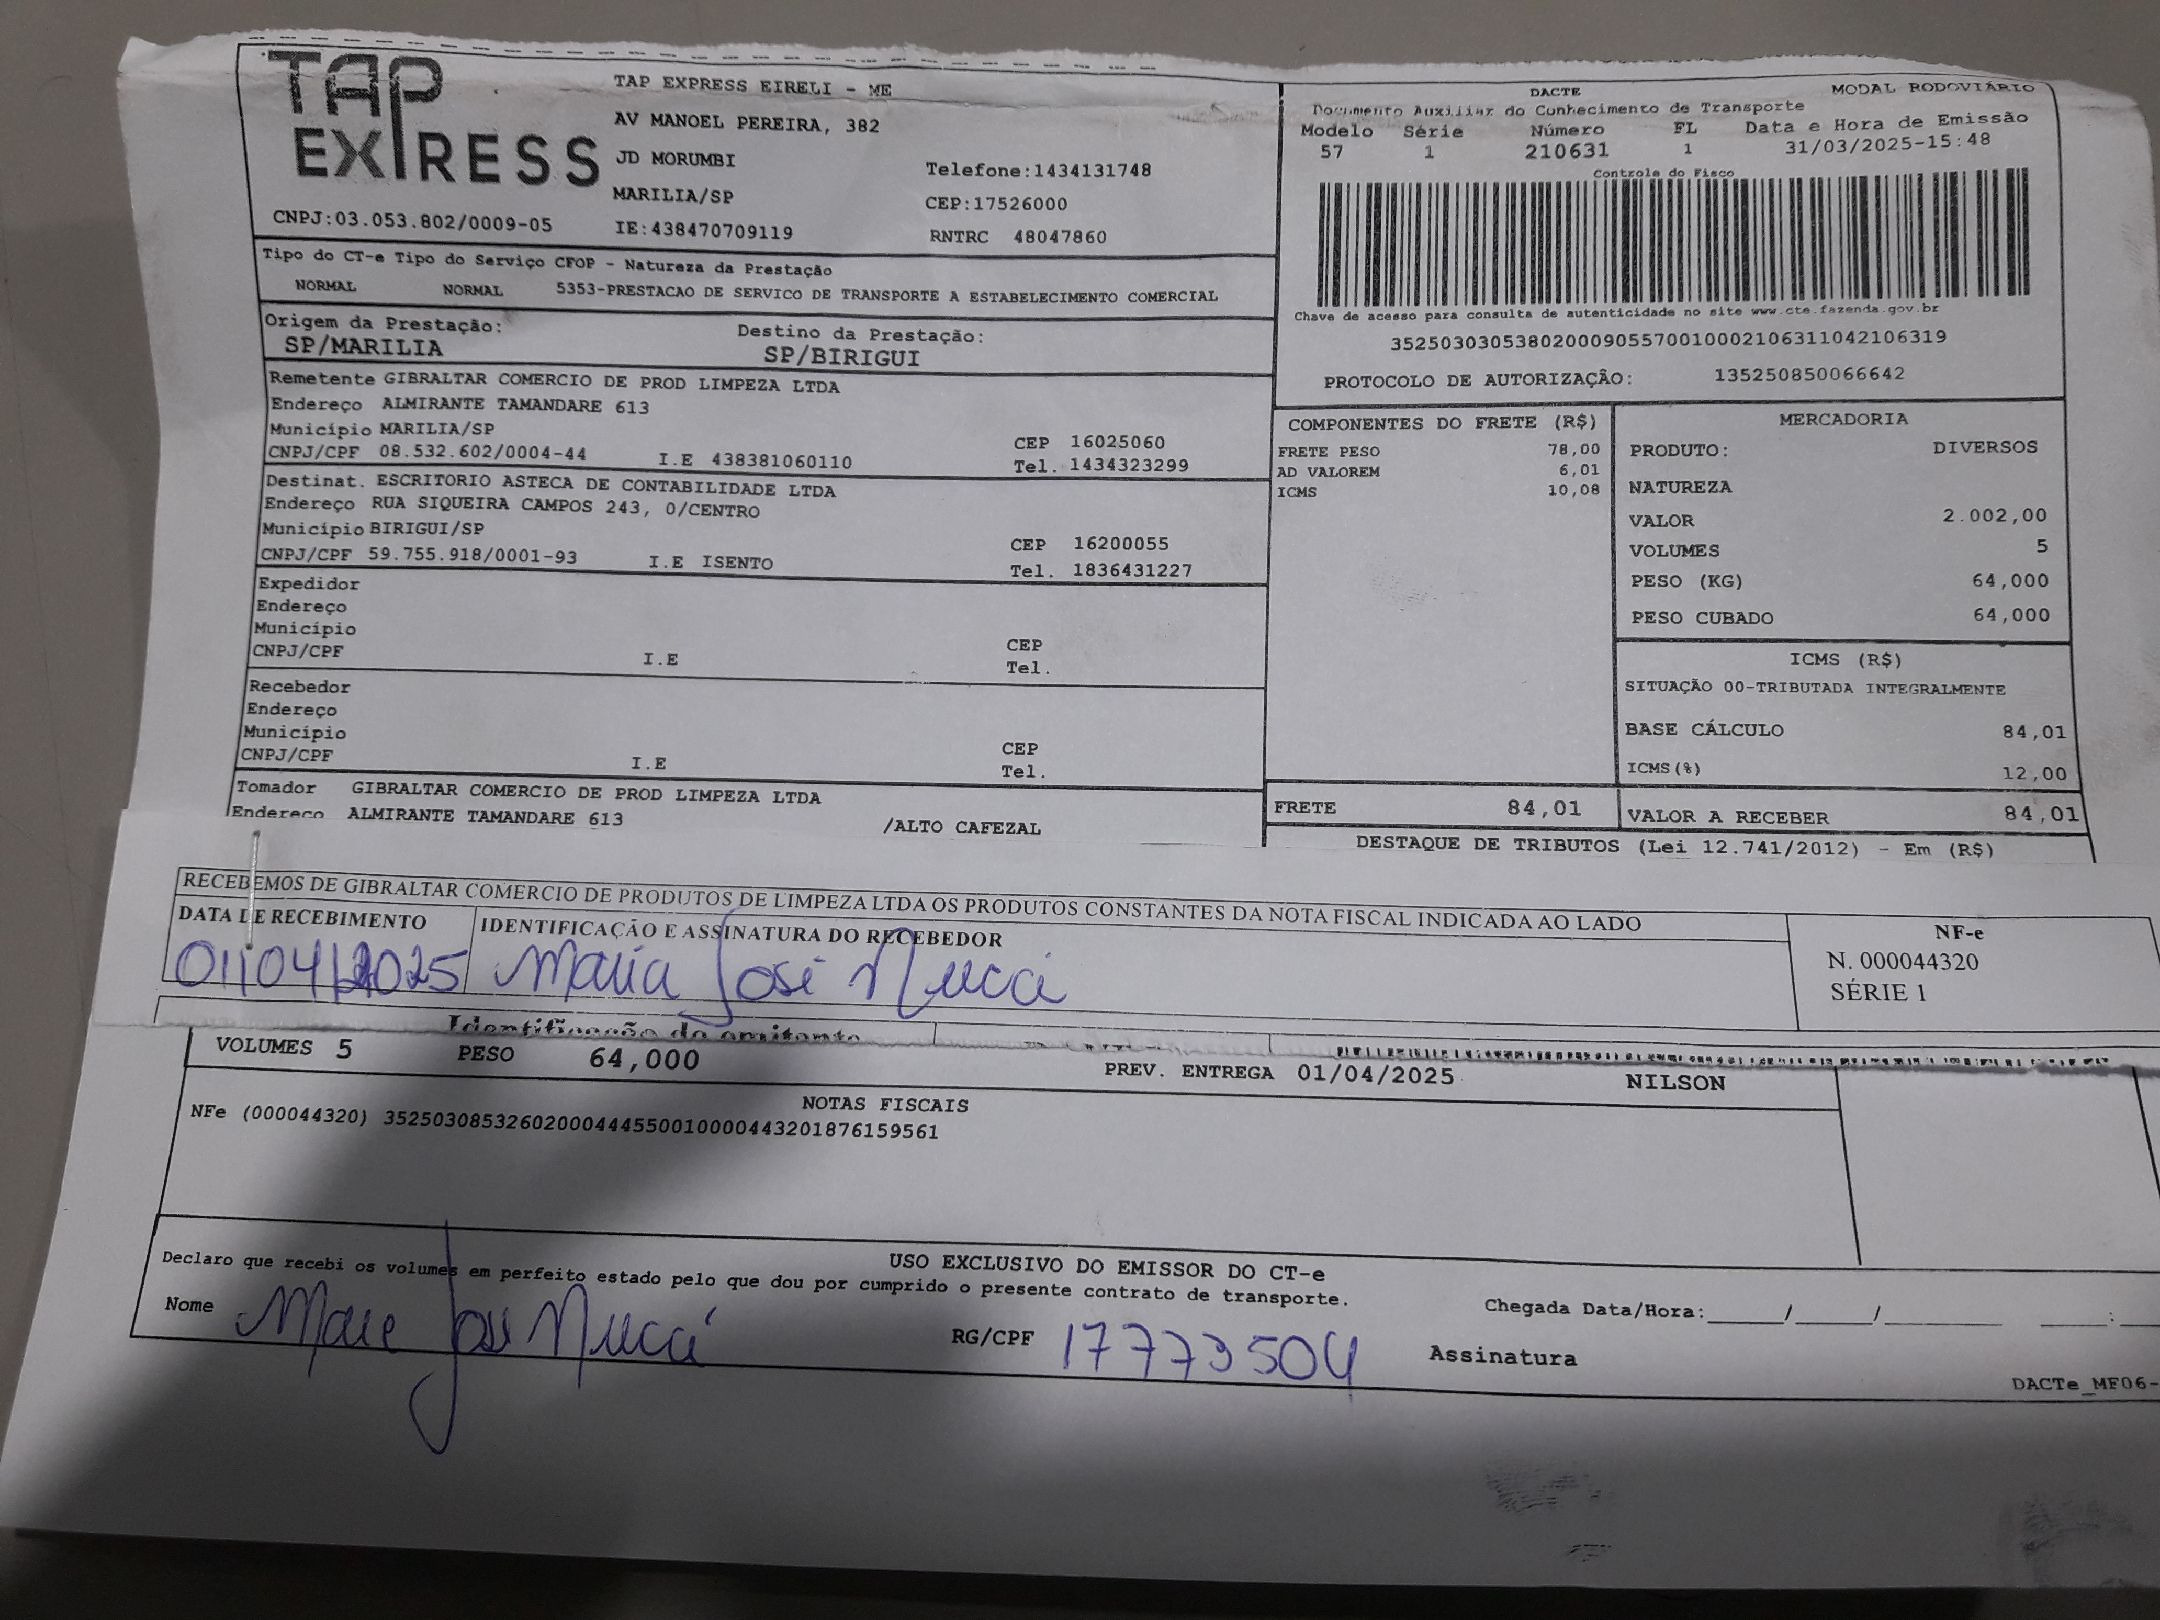 TAP EXPRESS
TAP EXPRESS EIRELI - ME
AV MANOEL PEREIRA, 382
JD MORUMBI
Telefone:1434131748
MARILIA/SP
CEP:17526000
CNPJ:03.053.802/0009-05
IE:438470709119
RNTRC 48047860
DACTE
MODAL RODOVIÁRIO
Documento Auxiliar do Conhecimento de Transporte
Modelo Série Número FL Data e Hora de Emissão
57 1 210631 1 31/03/2025-15:48
Controle do Fisco
Chave de acesso para consulta de autenticidade no site www.cte.fazenda.gov.br
35250303053802000905570010002106311042106319
PROTOCOLO DE AUTORIZAÇÃO: 135250850066642
Tipo do CT-e Tipo do Serviço CFOP - Natureza da Prestação
NORMAL NORMAL 5353-PRESTACAO DE SERVICO DE TRANSPORTE A ESTABELECIMENTO COMERCIAL
Origem da Prestação: Destino da Prestação:
SP/MARILIA SP/BIRIGUI
Remetente GIBRALTAR COMERCIO DE PROD LIMPEZA LTDA
Endereço ALMIRANTE TAMANDARE 613
Município MARILIA/SP CEP 16025060
CNPJ/CPF 08.532.602/0004-44 I.E 438381060110 Tel. 1434323299
Destinat. ESCRITORIO ASTECA DE CONTABILIDADE LTDA
Endereço RUA SIQUEIRA CAMPOS 243, 0/CENTRO
Município BIRIGUI/SP CEP 16200055
CNPJ/CPF 59.755.918/0001-93 I.E ISENTO Tel. 1836431227
Expedidor
Endereço
Município CEP
CNPJ/CPF I.E Tel.
Recebedor
Endereço
Município CEP
CNPJ/CPF I.E Tel.
Tomador GIBRALTAR COMERCIO DE PROD LIMPEZA LTDA
Endereço ALMIRANTE TAMANDARE 613 /ALTO CAFEZAL
COMPONENTES DO FRETE (R$)
FRETE PESO 78,00
AD VALOREM 6,01
ICMS 10,08
MERCADORIA
PRODUTO: DIVERSOS
NATUREZA
VALOR 2.002,00
VOLUMES 5
PESO (KG) 64,000
PESO CUBADO 64,000
ICMS (R$)
SITUAÇÃO 00-TRIBUTADA INTEGRALMENTE
BASE CÁLCULO 84,01
ICMS(%) 12,00
FRETE 84,01
VALOR A RECEBER 84,01
DESTAQUE DE TRIBUTOS (Lei 12.741/2012) - Em (R$)
RECEBEMOS DE GIBRALTAR COMERCIO DE PRODUTOS DE LIMPEZA LTDA OS PRODUTOS CONSTANTES DA NOTA FISCAL INDICADA AO LADO
DATA DE RECEBIMENTO IDENTIFICAÇÃO E ASSINATURA DO RECEBEDOR
01/04/2025 Maria José Nucci
NF-e
N. 000044320
SÉRIE 1
Identificação do emitente
VOLUMES 5 PESO 64,000 PREV. ENTREGA 01/04/2025 NILSON
NOTAS FISCAIS
NFe (000044320) 35250308532602000444550010000443201876159561
USO EXCLUSIVO DO EMISSOR DO CT-e
Declaro que recebi os volumes em perfeito estado pelo que dou por cumprido o presente contrato de transporte.
Nome Maria José Nucci RG/CPF 17773504
Chegada Data/Hora:_____/_____/_______ ____:__
Assinatura
DACTe_MF06-